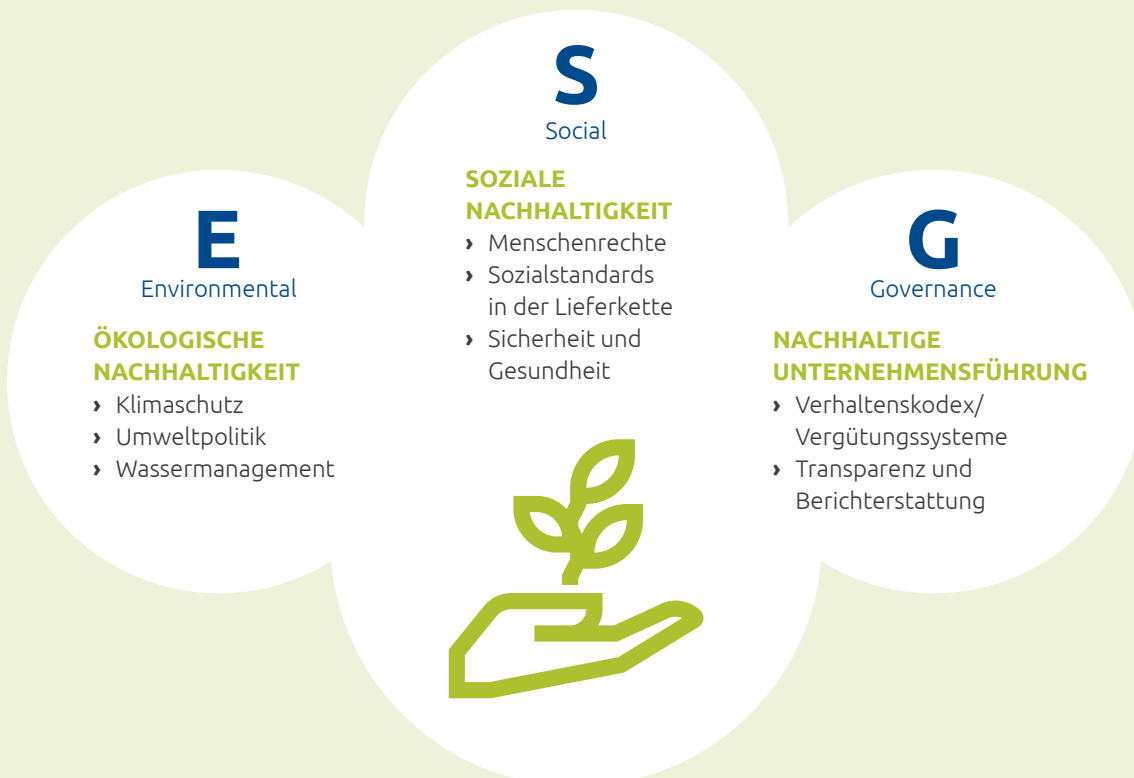 E
Environmental
ÖKOLOGISCHE
NACHHALTIGKEIT
› Klimaschutz
› Umweltpolitik
› Wassermanagement
S
Social
SOZIALE
NACHHALTIGKEIT
› Menschenrechte
› Sozialstandards
in der Lieferkette
› Sicherheit und
Gesundheit
G
Governance
NACHHALTIGE
UNTERNEHMENSFÜHRUNG
› Verhaltenskodex/
Vergütungssysteme
› Transparenz und
Berichterstattung